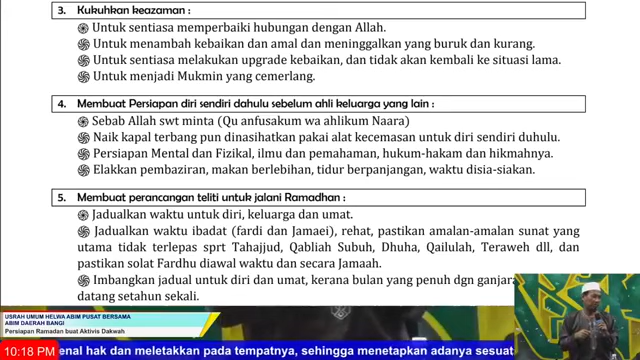 3. Kukuhkan keazaman :
Untuk sentiasa memperbaiki hubungan dengan Allah.
Untuk menambah kebaikan dan amal dan meninggalkan yang buruk dan kurang.
Untuk sentiasa melakukan upgrade kebaikan, dan tidak akan kembali ke situasi lama.
Untuk menjadi Mukmin yang cemerlang.
4. Membuat Persiapan diri sendiri dahulu sebelum ahli keluarga yang lain :
Sebab Allah swt minta (Qu anfusakum wa ahlikum Naara)
Naik kapal terbang pun dinasihatkan pakai alat kecemasan untuk diri sendiri duhulu.
Persiapan Mental dan Fizikal, ilmu dan pemahaman, hukum-hakam dan hikmahnya.
Elakkan pembaziran, makan berlebihan, tidur berpanjangan, waktu disia-siakan.
5. Membuat perancangan teliti untuk jalani Ramadhan :
Jadualkan waktu untuk diri, keluarga dan umat.
Jadualkan waktu ibadat (fardi dan Jamaei), rehat, pastikan amalan-amalan sunat yang
utama tidak terlepas sprt Tahajjud, Qabliah Subuh, Dhuha, Qailulah, Teraweh dll, dan
pastikan solat Fardhu diawal waktu dan secara Jamaah.
Imbangkan jadual untuk diri dan umat, kerana bulan yang penuh dgn ganjara
datang setahun sekali.
USRAH UMUM HELWA ABIM PUSAT BERSAMA
ABIM DAERAH BANGI
Persiapan Ramadan buat Aktivis Dakwah
10:18 PM enal hak dan meletakkan pada tempatnya, sehingga menetapkan adanya sesuat